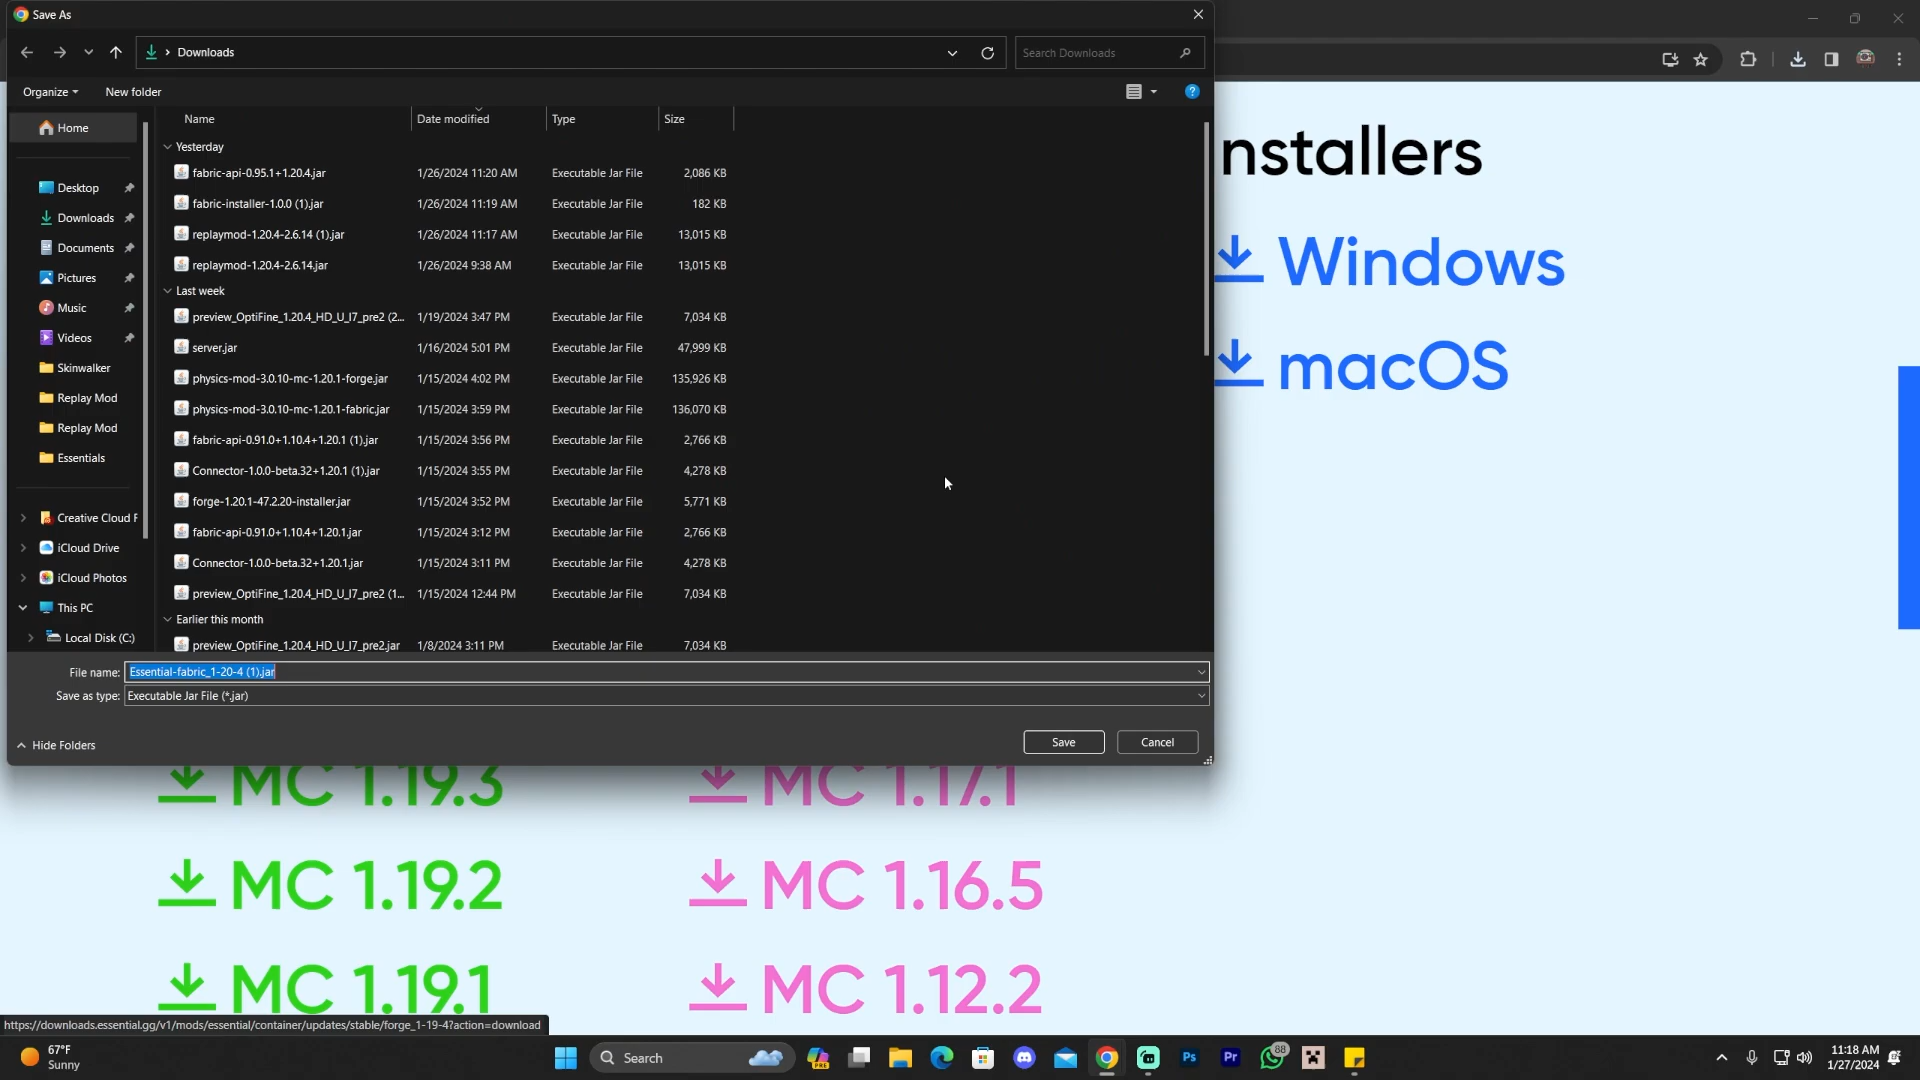 Save As
Downloads
Search Downloads
Organize
New folder
Name
Date modified
Type
Size
Home
Desktop
Downloads
Documents
Pictures
Music
Videos
Skinwalker
Replay Mod
Replay Mod
Essentials
Creative Cloud F
iCloud Drive
iCloud Photos
This PC
Local Disk (C:)
Yesterday
fabric-api-0.95.1+1.20.4.jar 1/26/2024 11:20 AM Executable Jar File 2,086 KB
fabric-installer-1.0.0 (1).jar 1/26/2024 11:19 AM Executable Jar File 182 KB
replaymod-1.20.4-2.6.14 (1).jar 1/26/2024 11:17 AM Executable Jar File 13,015 KB
replaymod-1.20.4-2.6.14.jar 1/26/2024 9:38 AM Executable Jar File 13,015 KB
Last week
preview_OptiFine_1.20.4_HD_U_I7_pre2 (2... 1/19/2024 3:47 PM Executable Jar File 7,034 KB
server.jar 1/16/2024 5:01 PM Executable Jar File 47,999 KB
physics-mod-3.0.10-mc-1.20.1-forge.jar 1/15/2024 4:02 PM Executable Jar File 135,926 KB
physics-mod-3.0.10-mc-1.20.1-fabric.jar 1/15/2024 3:59 PM Executable Jar File 136,070 KB
fabric-api-0.91.0+1.10.4+1.20.1 (1).jar 1/15/2024 3:56 PM Executable Jar File 2,766 KB
Connector-1.0.0-beta.32+1.20.1 (1).jar 1/15/2024 3:55 PM Executable Jar File 4,278 KB
forge-1.20.1-47.2.20-installer.jar 1/15/2024 3:52 PM Executable Jar File 5,771 KB
fabric-api-0.91.0+1.10.4+1.20.1.jar 1/15/2024 3:12 PM Executable Jar File 2,766 KB
Connector-1.0.0-beta.32+1.20.1.jar 1/15/2024 3:11 PM Executable Jar File 4,278 KB
preview_OptiFine_1.20.4_HD_U_I7_pre2 (1... 1/15/2024 12:44 PM Executable Jar File 7,034 KB
Earlier this month
preview_OptiFine_1.20.4_HD_U_I7_pre2.jar 1/8/2024 3:11 PM Executable Jar File 7,034 KB
File name: Essential-fabric_1-20-4 (1).jar
Save as type: Executable Jar File (*.jar)
Hide Folders
Save
Cancel
nstallers
Windows
macOS
MC 1.19.3
MC 1.17.1
MC 1.19.2
MC 1.16.5
MC 1.19.1
MC 1.12.2
https://downloads.essential.gg/v1/mods/essential/container/updates/stable/forge_1-19-4?action=download
67°F
Sunny
Search
PRE
Ps
Pr
88
11:18 AM
1/27/2024